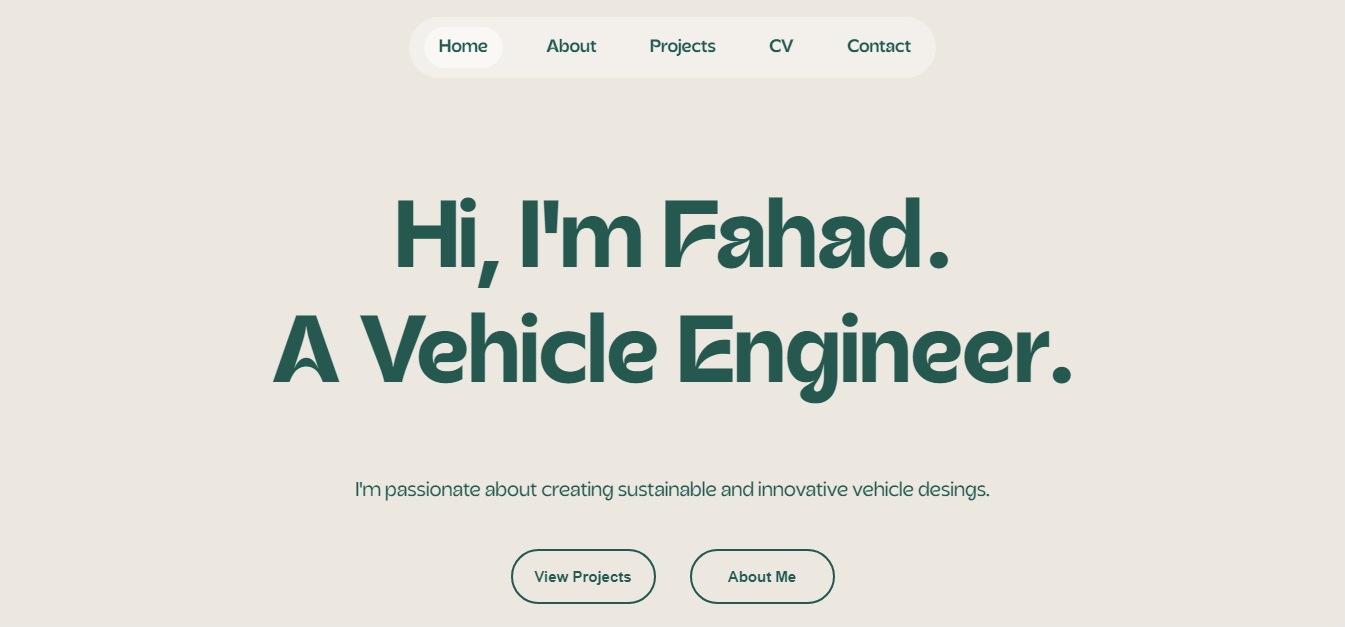 Home About Projects CV Contact
Hi, I'm Fahad.
A Vehicle Engineer.
I'm passionate about creating sustainable and innovative vehicle desings.
View Projects About Me